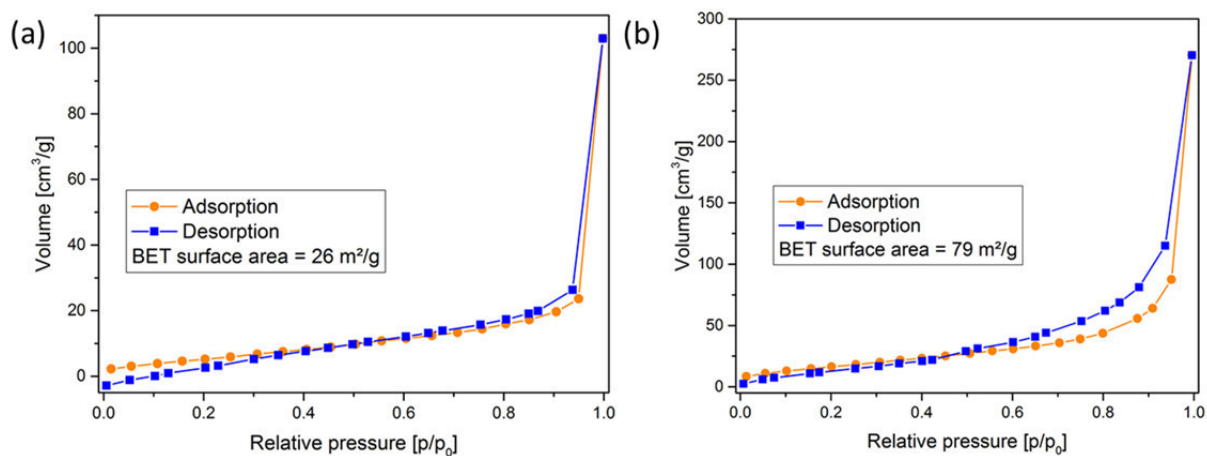 (a)
100
80
60
40
20
0
Volume [cm³/g]
Adsorption
Desorption
BET surface area = 26 m²/g
0.0 0.2 0.4 0.6 0.8 1.0
Relative pressure [p/p₀]
(b)
300
250
200
150
100
50
0
Volume [cm³/g]
Adsorption
Desorption
BET surface area = 79 m²/g
0.0 0.2 0.4 0.6 0.8 1.0
Relative pressure [p/p₀]